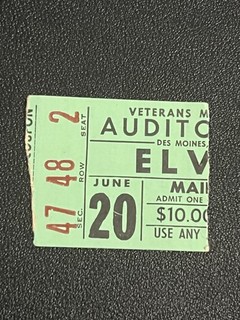 COUPON
47 SEC.
48 ROW
2 SEAT
VETERANS M
AUDITO
DES MOINES,
ELV
JUNE
20
MAI
ADMIT ONE
$10.00
USE ANY